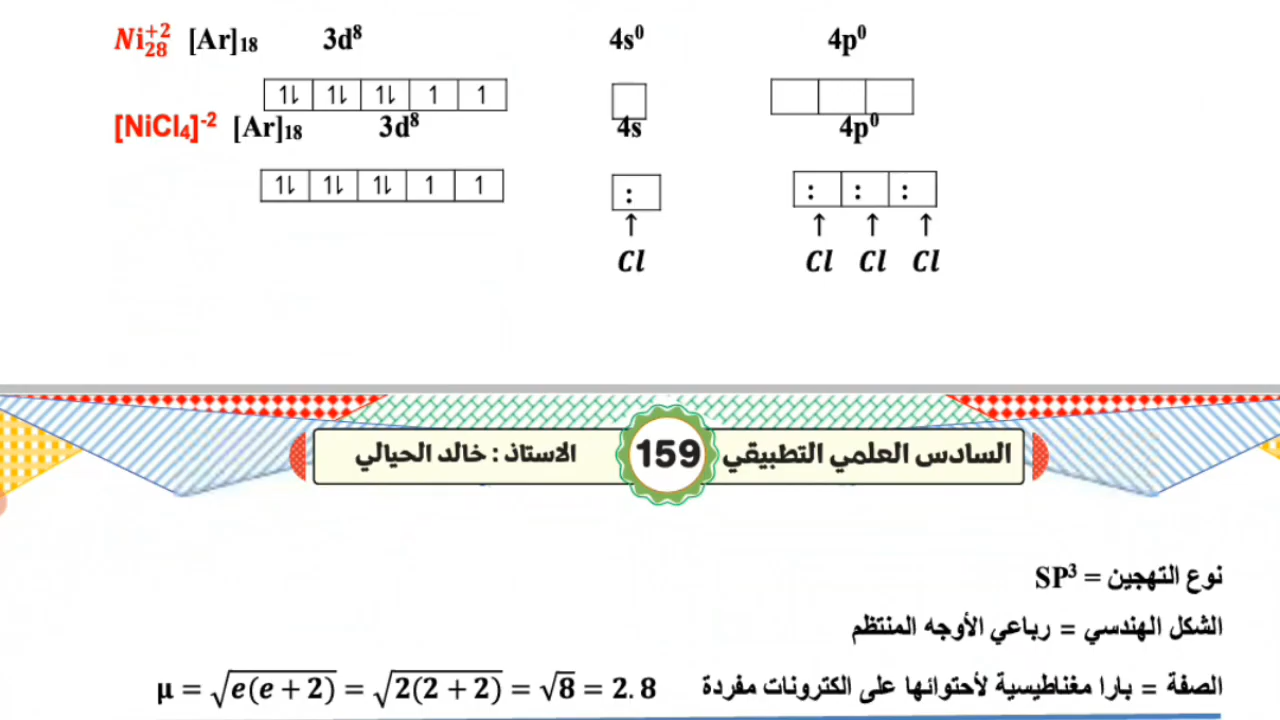 Ni₂₈⁺² [Ar]₁₈ 3d⁸ 4s⁰ 4p⁰
1⇂ 1⇂ 1⇂ 1 1
[NiCl₄]⁻² [Ar]₁₈ 3d⁸ 4s 4p⁰
1⇂ 1⇂ 1⇂ 1 1 : : : :
↑ ↑ ↑ ↑
Cl Cl Cl Cl
السادس العلمي التطبيقي 159 الاستاذ : خالد الحيالي
نوع التهجين = SP³
الشكل الهندسي = رباعي الأوجه المنتظم
الصفة = بارا مغناطيسية لأحتوائها على الكترونات مفردة μ = √e(e + 2) = √2(2 + 2) = √8 = 2.8